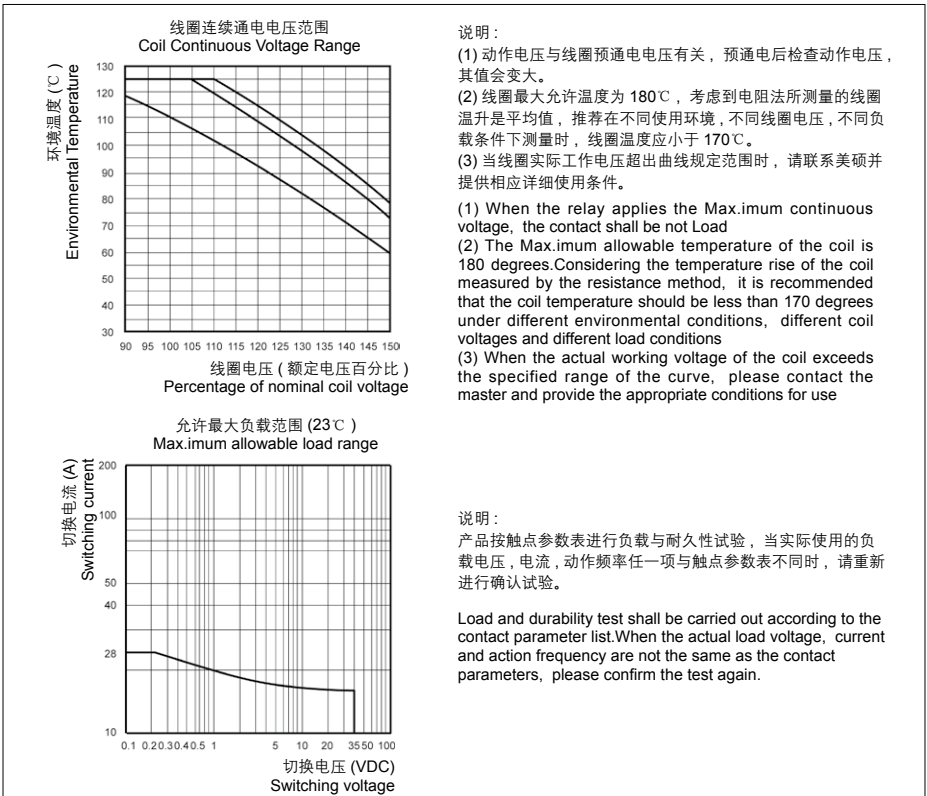 线圈连续通电电压范围
Coil Continuous Voltage Range
环境温度 (℃)
Environmental Temperature
130
120
110
100
90
80
70
60
50
40
30
90 95 100 105 110 115 120 125 130 135 140 145 150
线圈电压 ( 额定电压百分比 )
Percentage of nominal coil voltage
说明 :
(1) 动作电压与线圈预通电电压有关 , 预通电后检查动作电压 ,
其值会变大。
(2) 线圈最大允许温度为 180℃ , 考虑到电阻法所测量的线圈
温升是平均值 , 推荐在不同使用环境 , 不同线圈电压 , 不同负
载条件下测量时 , 线圈温度应小于 170℃。
(3) 当线圈实际工作电压超出曲线规定范围时 , 请联系美硕并
提供相应详细使用条件。
(1) When the relay applies the Max.imum continuous
voltage, the contact shall be not Load
(2) The Max.imum allowable temperature of the coil is
180 degrees.Considering the temperature rise of the coil
measured by the resistance method, it is recommended
that the coil temperature should be less than 170 degrees
under different environmental conditions, different coil
voltages and different load conditions
(3) When the actual working voltage of the coil exceeds
the specified range of the curve, please contact the
master and provide the appropriate conditions for use
允许最大负载范围 (23℃ )
Max.imum allowable load range
切换电流 (A)
Switching current
200
100
50
40
28
10
0.1 0.20.30.40.5 1 5 10 20 3550 100
切换电压 (VDC)
Switching voltage
说明 :
产品按触点参数表进行负载与耐久性试验 , 当实际使用的负
载电压 , 电流 , 动作频率任一项与触点参数表不同时 , 请重新
进行确认试验。
Load and durability test shall be carried out according to the
contact parameter list.When the actual load voltage, current
and action frequency are not the same as the contact
parameters, please confirm the test again.